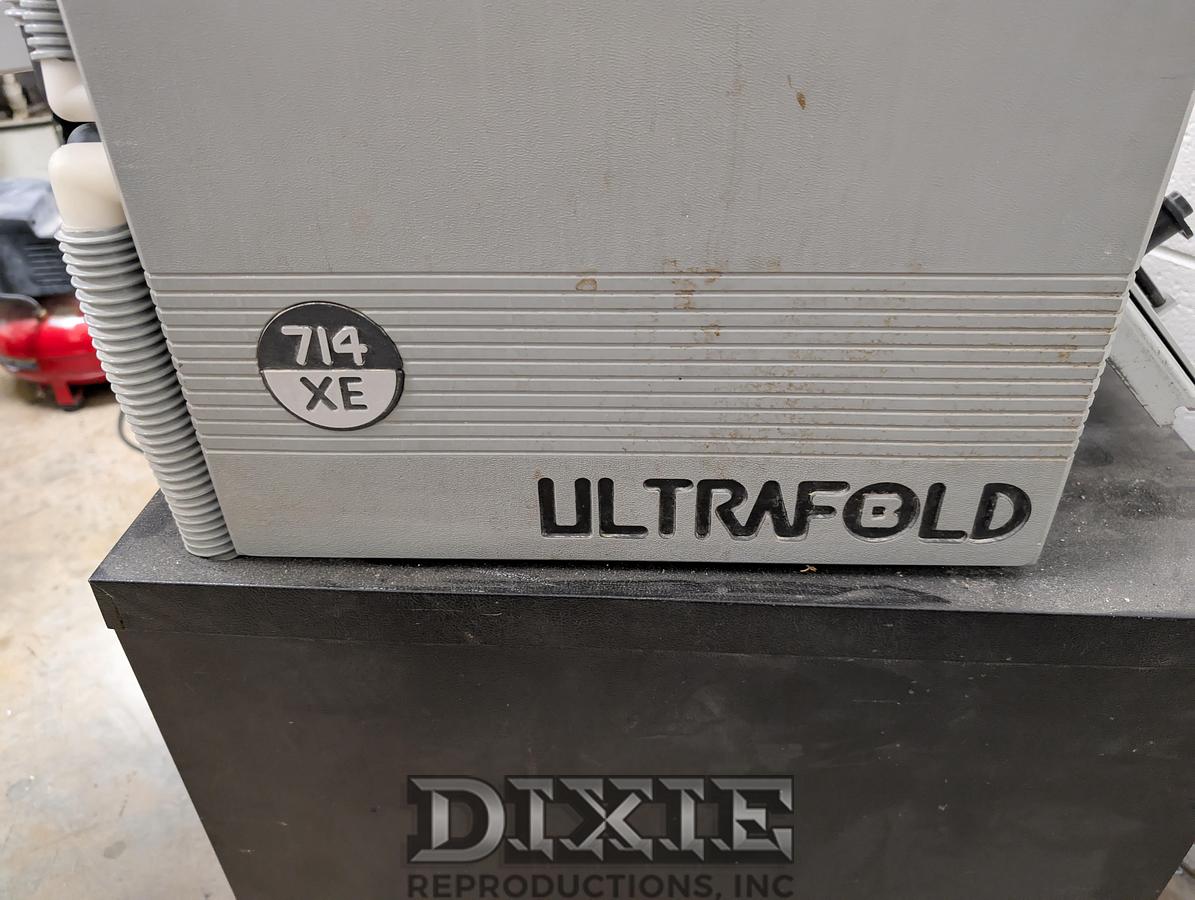 714
XE
ULTRAFOLD
B
DIXIE
REPRODUCTIONS, INC